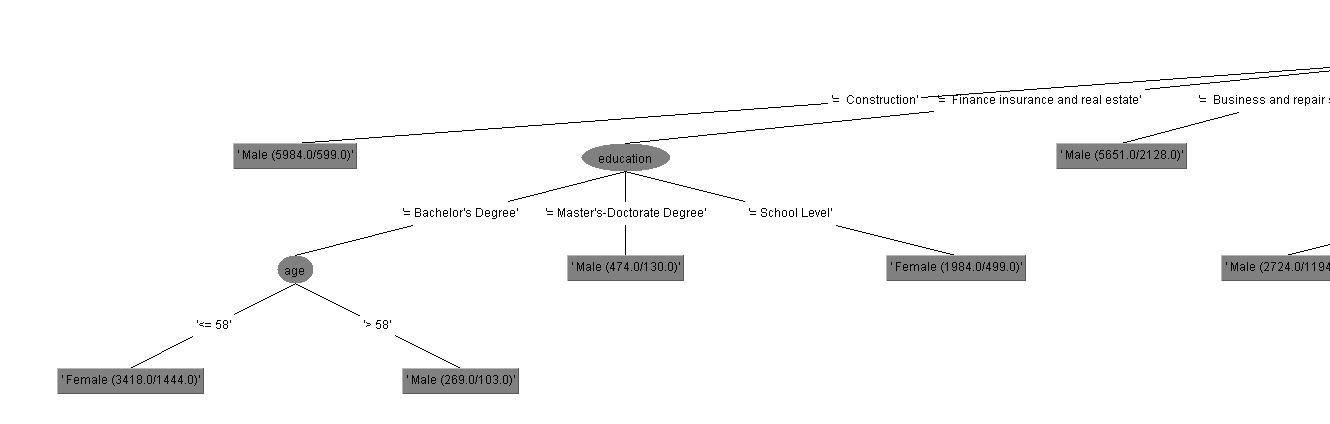 '= Construction'
'= Finance insurance and real estate'
'= Business and repair
'Male (5984.0/599.0)'
education
'Male (5651.0/2128.0)'
'= Bachelor's Degree'
'= Master's-Doctorate Degree'
'= School Level'
age
'Male (474.0/130.0)'
'Female (1984.0/499.0)'
'Male (2724.0/1194
'<= 58'
'> 58'
'Female (3418.0/1444.0)'
'Male (269.0/103.0)'